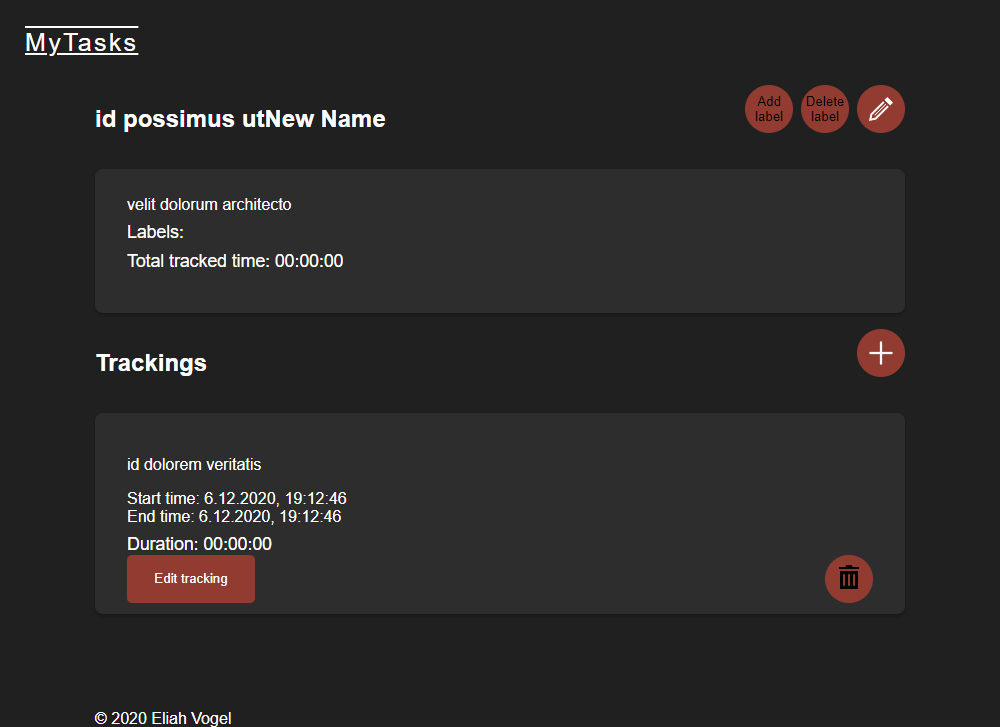 MyTasks
id possimus utNew Name
Add
label
Delete
label
velit dolorum architecto
Labels:
Total tracked time: 00:00:00
Trackings
id dolorem veritatis
Start time: 6.12.2020, 19:12:46
End time: 6.12.2020, 19:12:46
Duration: 00:00:00
Edit tracking
© 2020 Eliah Vogel